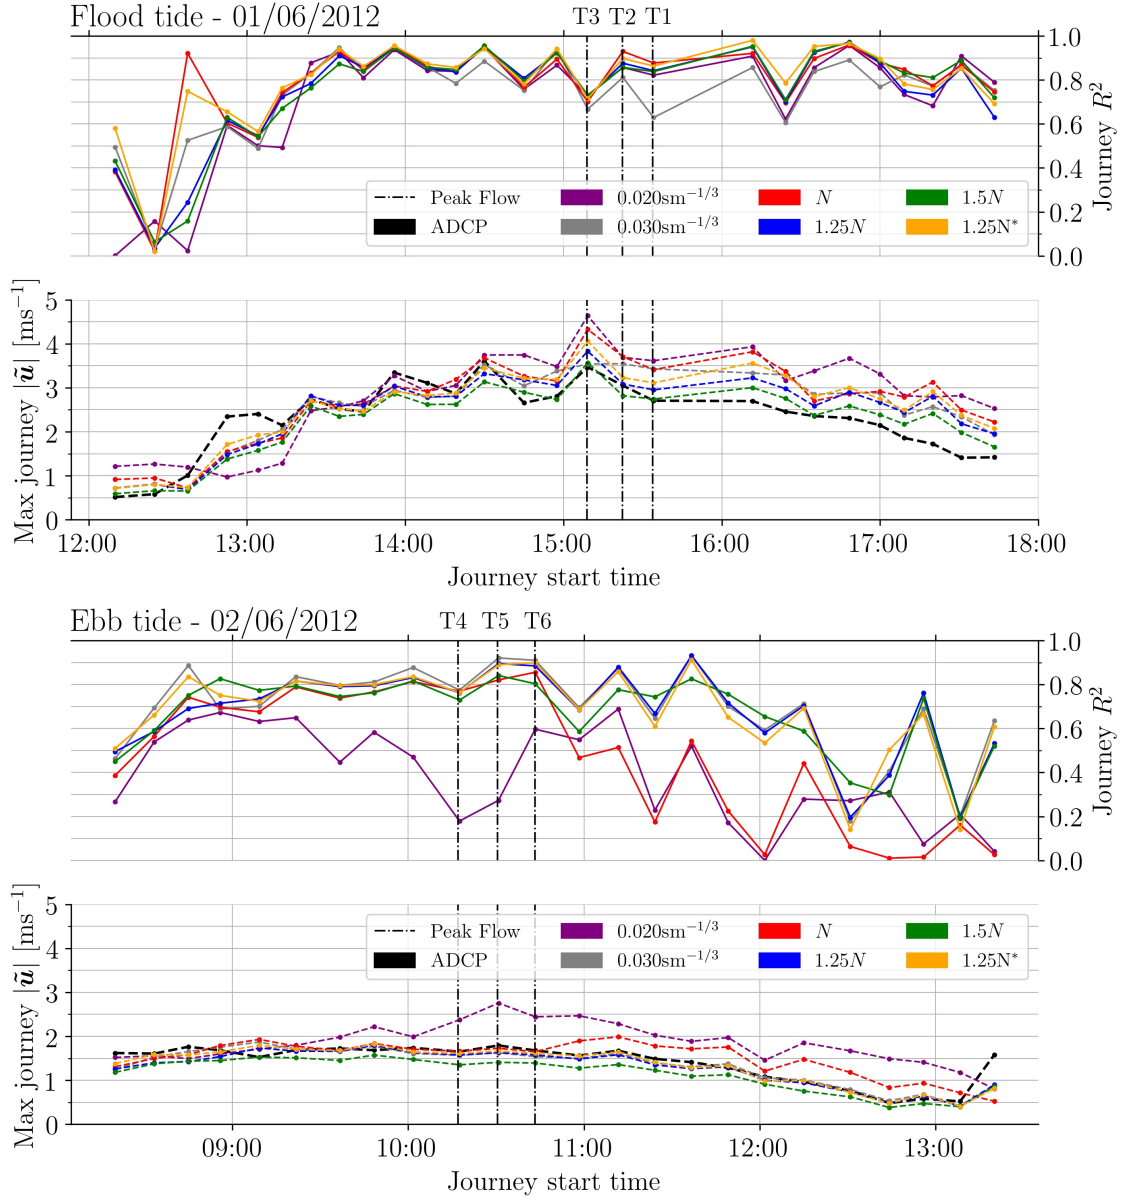 Flood tide - 01/06/2012
T3 T2 T1
1.0
0.8
0.6
0.4
0.2
0.0
Journey R²
Peak Flow
ADCP
0.020sm⁻¹/³
0.030sm⁻¹/³
N
1.25N
1.5N
1.25N*
5
4
3
2
1
0
Max journey |ũ| [ms⁻¹]
12:00 13:00 14:00 15:00 16:00 17:00 18:00
Journey start time
Ebb tide - 02/06/2012
T4 T5 T6
1.0
0.8
0.6
0.4
0.2
0.0
Journey R²
5
4
3
2
1
0
Max journey |ũ| [ms⁻¹]
Peak Flow
ADCP
0.020sm⁻¹/³
0.030sm⁻¹/³
N
1.25N
1.5N
1.25N*
09:00 10:00 11:00 12:00 13:00
Journey start time